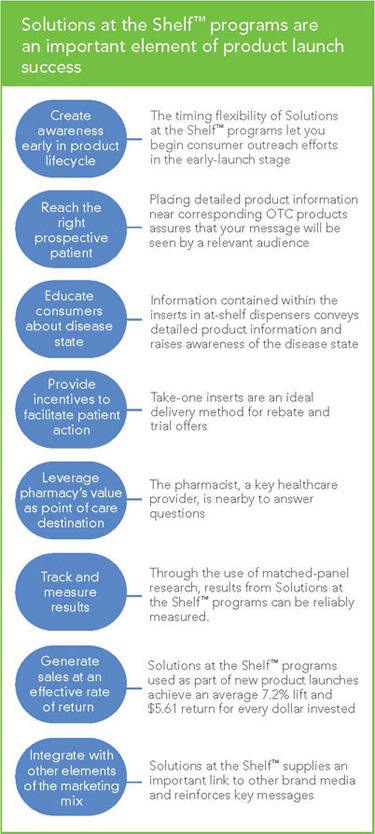 Solutions at the Shelf™ programs are
an important element of product launch
success
Create
awareness
early in product
lifecycle
The timing flexibility of Solutions
at the Shelf™ programs let you
begin consumer outreach efforts
in the early-launch stage
Reach the
right
prospective
patient
Placing detailed product information
near corresponding OTC products
assures that your message will be
seen by a relevant audience
Educate
consumers
about disease
state
Information contained within the
inserts in at-shelf dispensers conveys
detailed product information and
raises awareness of the disease state
Provide
incentives to
facilitate patient
action
Take-one inserts are an ideal
delivery method for rebate and
trial offers
Leverage
pharmacy's value
as point of care
destination
The pharmacist, a key healthcare
provider, is nearby to answer
questions
Track and
measure
results
Through the use of matched-panel
research, results from Solutions at
the Shelf™ programs can be reliably
measured.
Generate
sales at an
effective rate
of return
Solutions at the Shelf™ programs
used as part of new product launches
achieve an average 7.2% lift and
$5.61 return for every dollar invested
Integrate with
other elements
of the marketing
mix
Solutions at the Shelf™ supplies an
important link to other brand media
and reinforces key messages